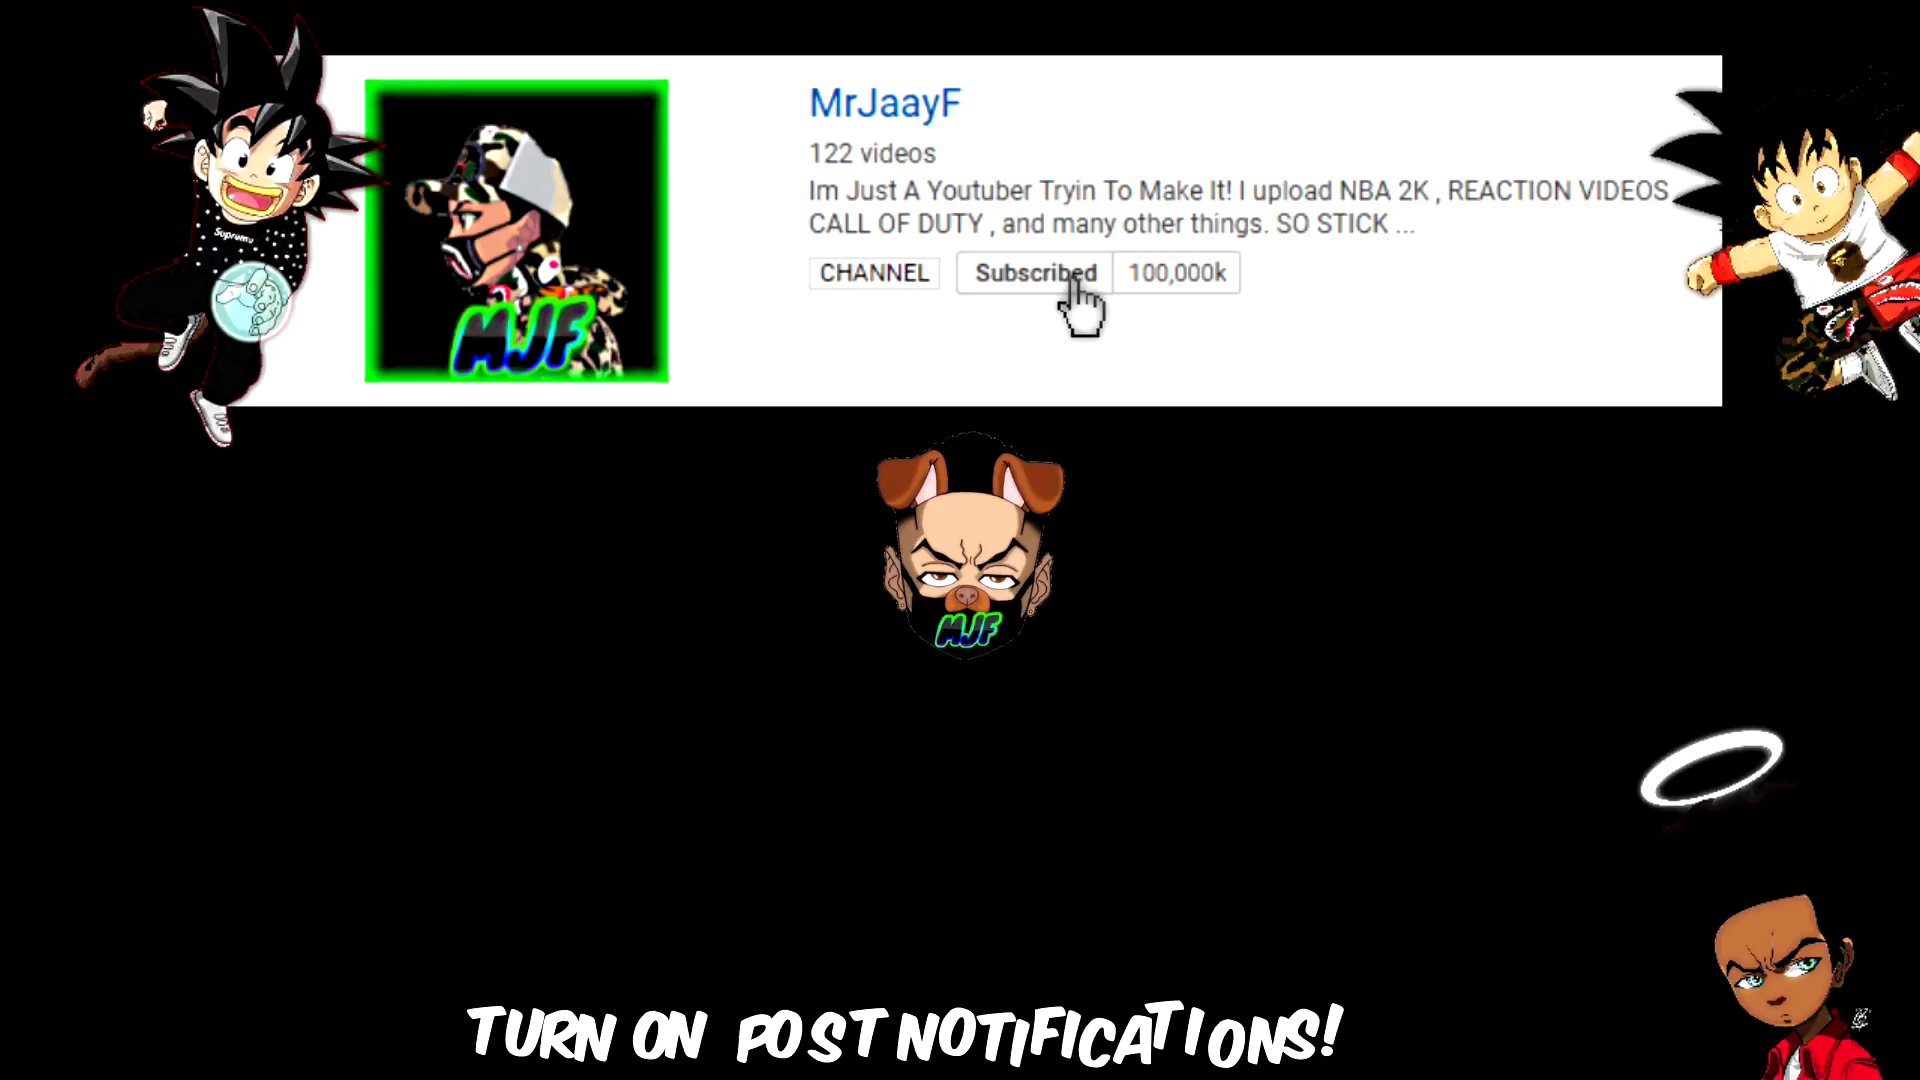 MrJaayF
122 videos
Im Just A Youtuber Tryin To Make It! I upload NBA 2K , REACTION VIDEOS
CALL OF DUTY , and many other things. SO STICK ...
CHANNEL Subscribed 100,000k
Supreme
MJF
MJF
TURN ON POST NOTIFICATIONS!